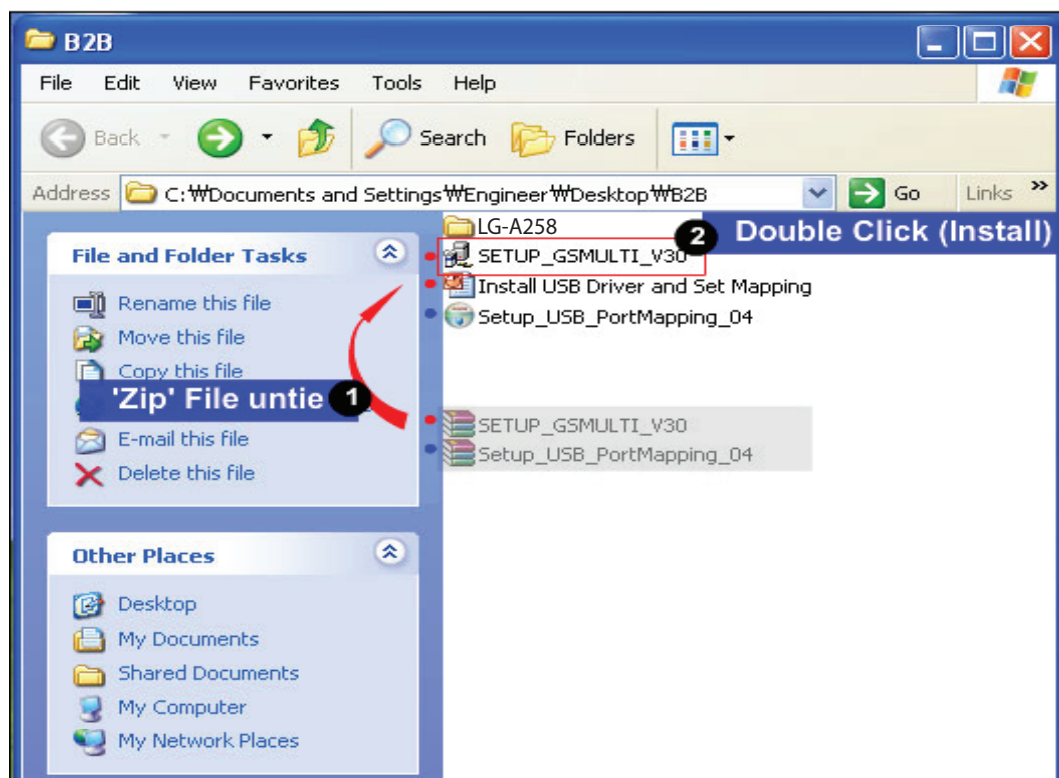 B2B
File Edit View Favorites Tools Help
Back Search Folders
Address C:₩Documents and Settings₩Engineer₩Desktop₩B2B Go Links »
File and Folder Tasks
Rename this file
Move this file
Copy this file
'Zip' File untie 1
E-mail this file
Delete this file
Other Places
Desktop
My Documents
Shared Documents
My Computer
My Network Places
LG-A258
SETUP_GSMULTI_V30
2 Double Click (Install)
Install USB Driver and Set Mapping
Setup_USB_PortMapping_04
SETUP_GSMULTI_V30
Setup_USB_PortMapping_04